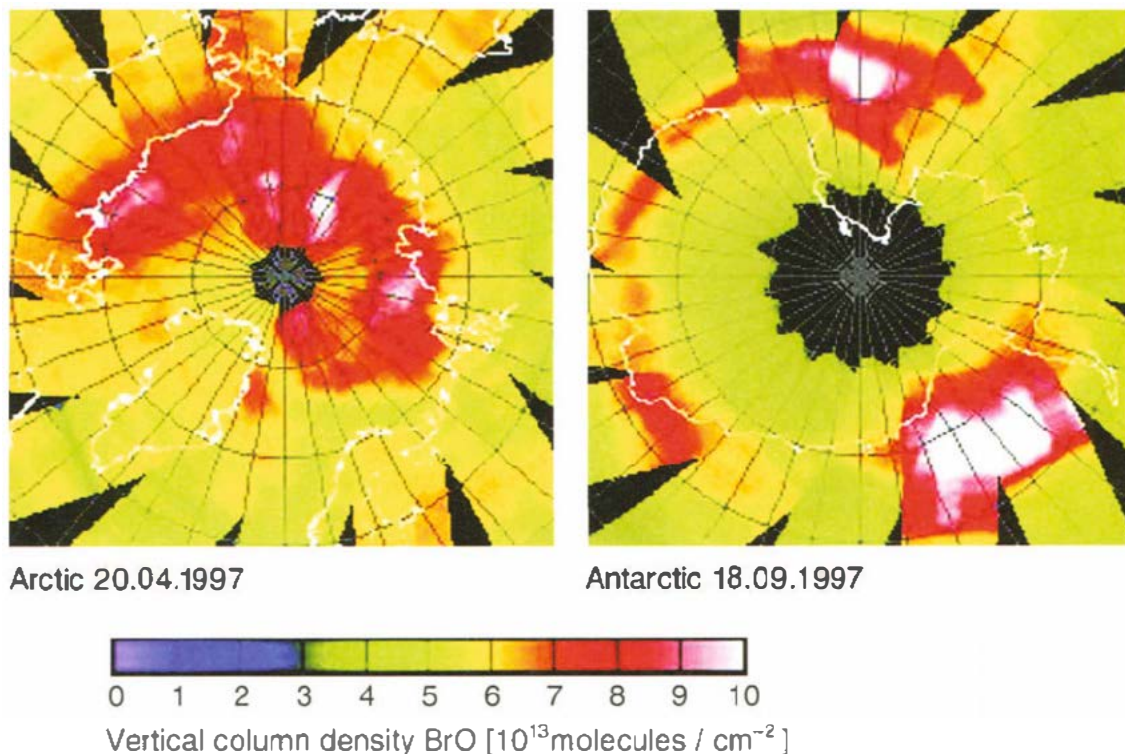 Arctic 20.04.1997
Antarctic 18.09.1997
0 1 2 3 4 5 6 7 8 9 10
Vertical column density BrO [10¹³molecules / cm⁻² ]